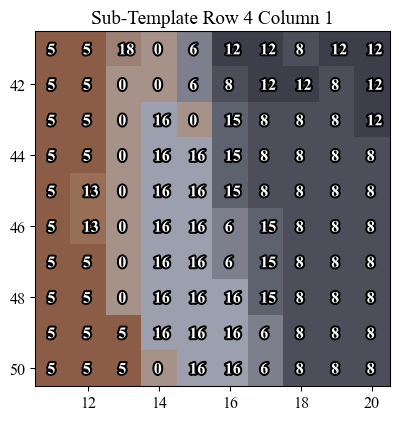 Sub-Template Row 4 Column 1
5 5 18 0 6 12 12 8 12 12
42 5 5 0 0 6 8 12 12 8 12
5 5 0 16 0 15 8 8 8 12
44 5 5 0 16 16 15 8 8 8 8
5 13 0 16 16 15 8 8 8 8
46 5 13 0 16 16 6 15 8 8 8
5 5 0 16 16 6 15 8 8 8
48 5 5 0 16 16 16 15 8 8 8
5 5 5 16 16 16 6 8 8 8
50 5 5 5 0 16 16 6 8 8 8
12 14 16 18 20